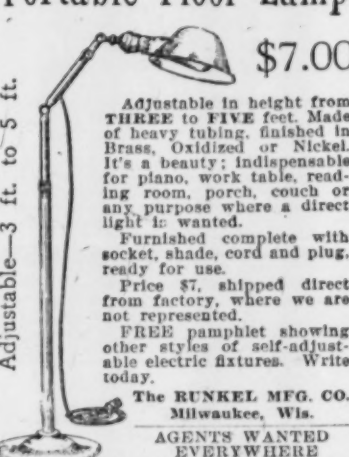 Portable Floor Lamp
$7.00
Adjustable—3 ft. to 5 ft.
Adjustable in height from
THREE to FIVE feet. Made
of heavy tubing, finished in
Brass, Oxidized or Nickel.
It's a beauty; indispensable
for piano, work table, read-
ing room, porch, couch or
any purpose where a direct
light is wanted.
Furnished complete with
socket, shade, cord and plug,
ready for use.
Price $7, shipped direct
from factory, where we are
not represented.
FREE pamphlet showing
other styles of self-adjust-
able electric fixtures. Write
today.
The RUNKEL MFG. CO.
Milwaukee, Wis.
AGENTS WANTED
EVERYWHERE